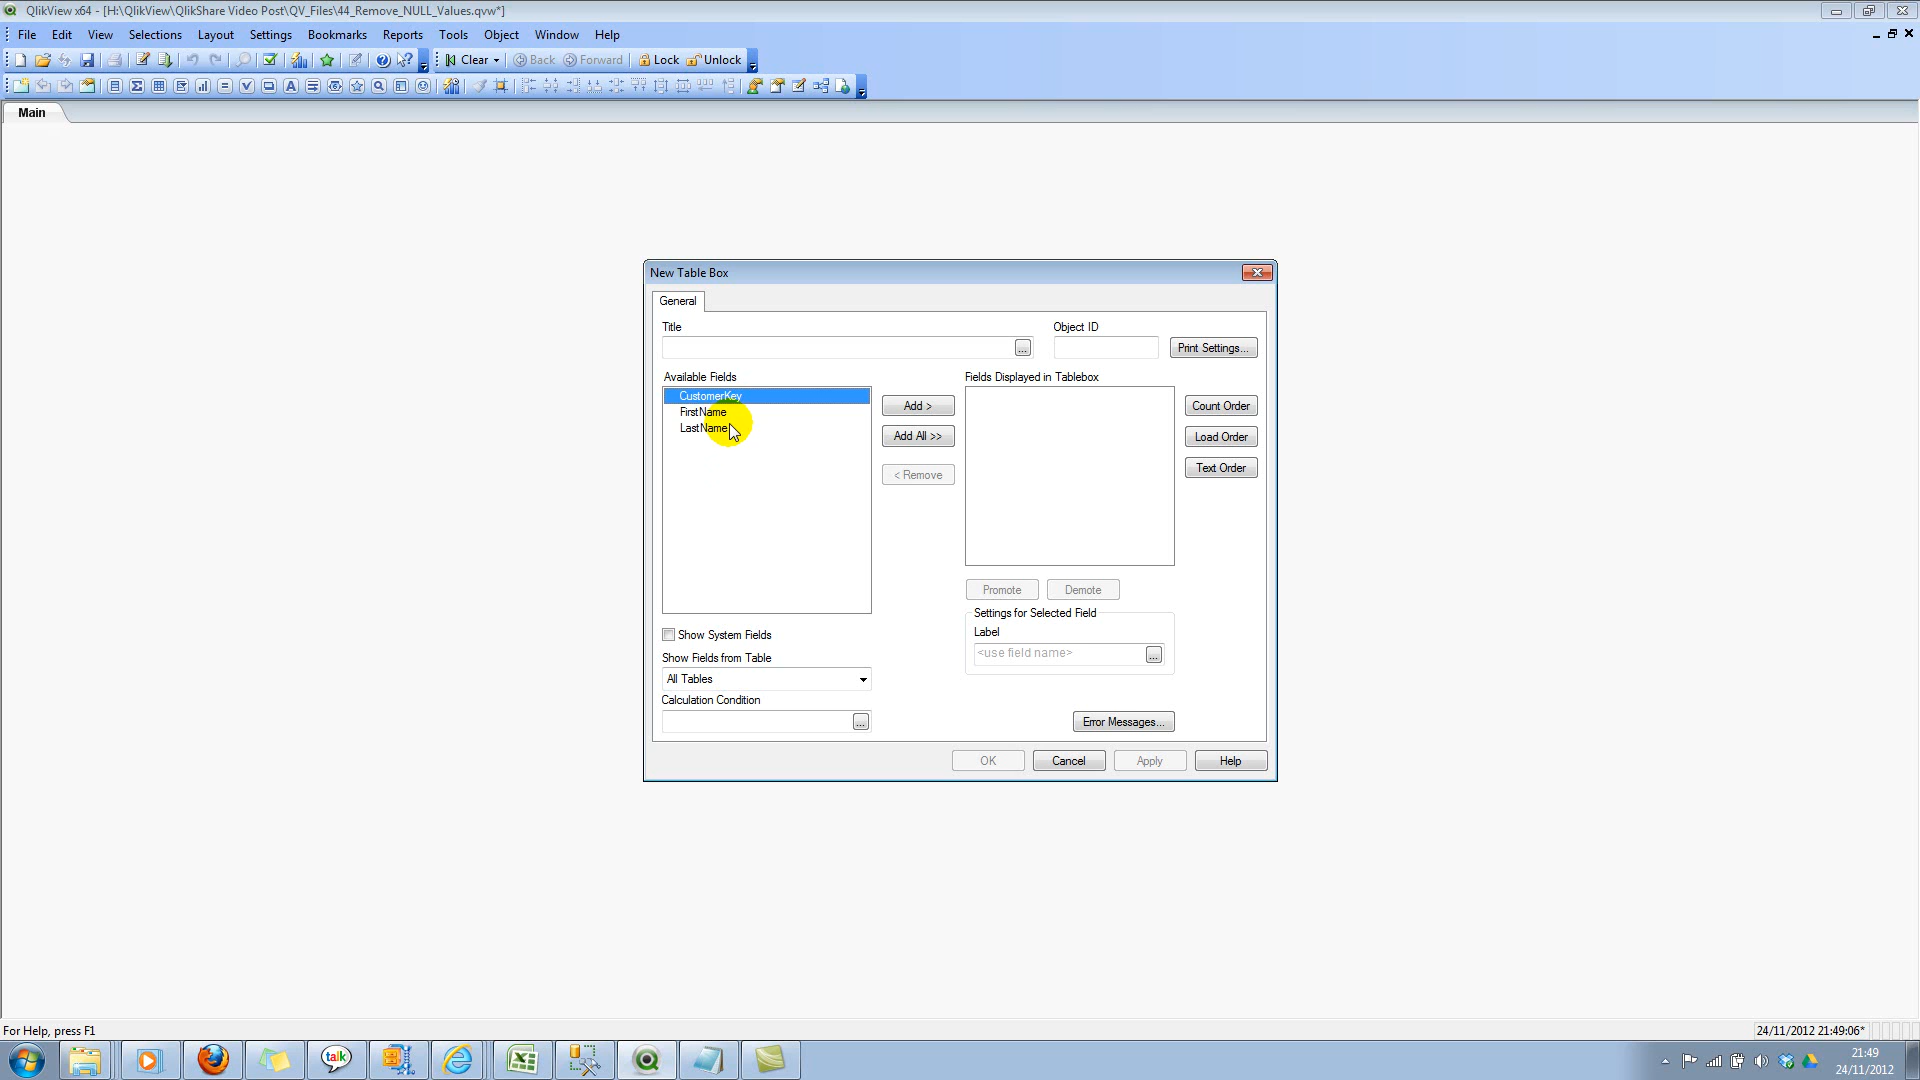 QlikView x64 - [H:\QlikView\QlikShare Video Post\QV_Files\44_Remove_NULL_Values.qvw*]
File Edit View Selections Layout Settings Bookmarks Reports Tools Object Window Help
Clear Back Forward Lock Unlock
Main
New Table Box
General
Title Object ID
... Print Settings...
Available Fields Fields Displayed in Tablebox
CustomerKey
FirstName
LastName
Add >
Add All >>
< Remove
Count Order
Load Order
Text Order
Promote Demote
Settings for Selected Field
Label
<use field name> ...
Show System Fields
Show Fields from Table
All Tables
Calculation Condition
... Error Messages...
OK Cancel Apply Help
For Help, press F1 24/11/2012 21:49:06*
talk
21:49
24/11/2012